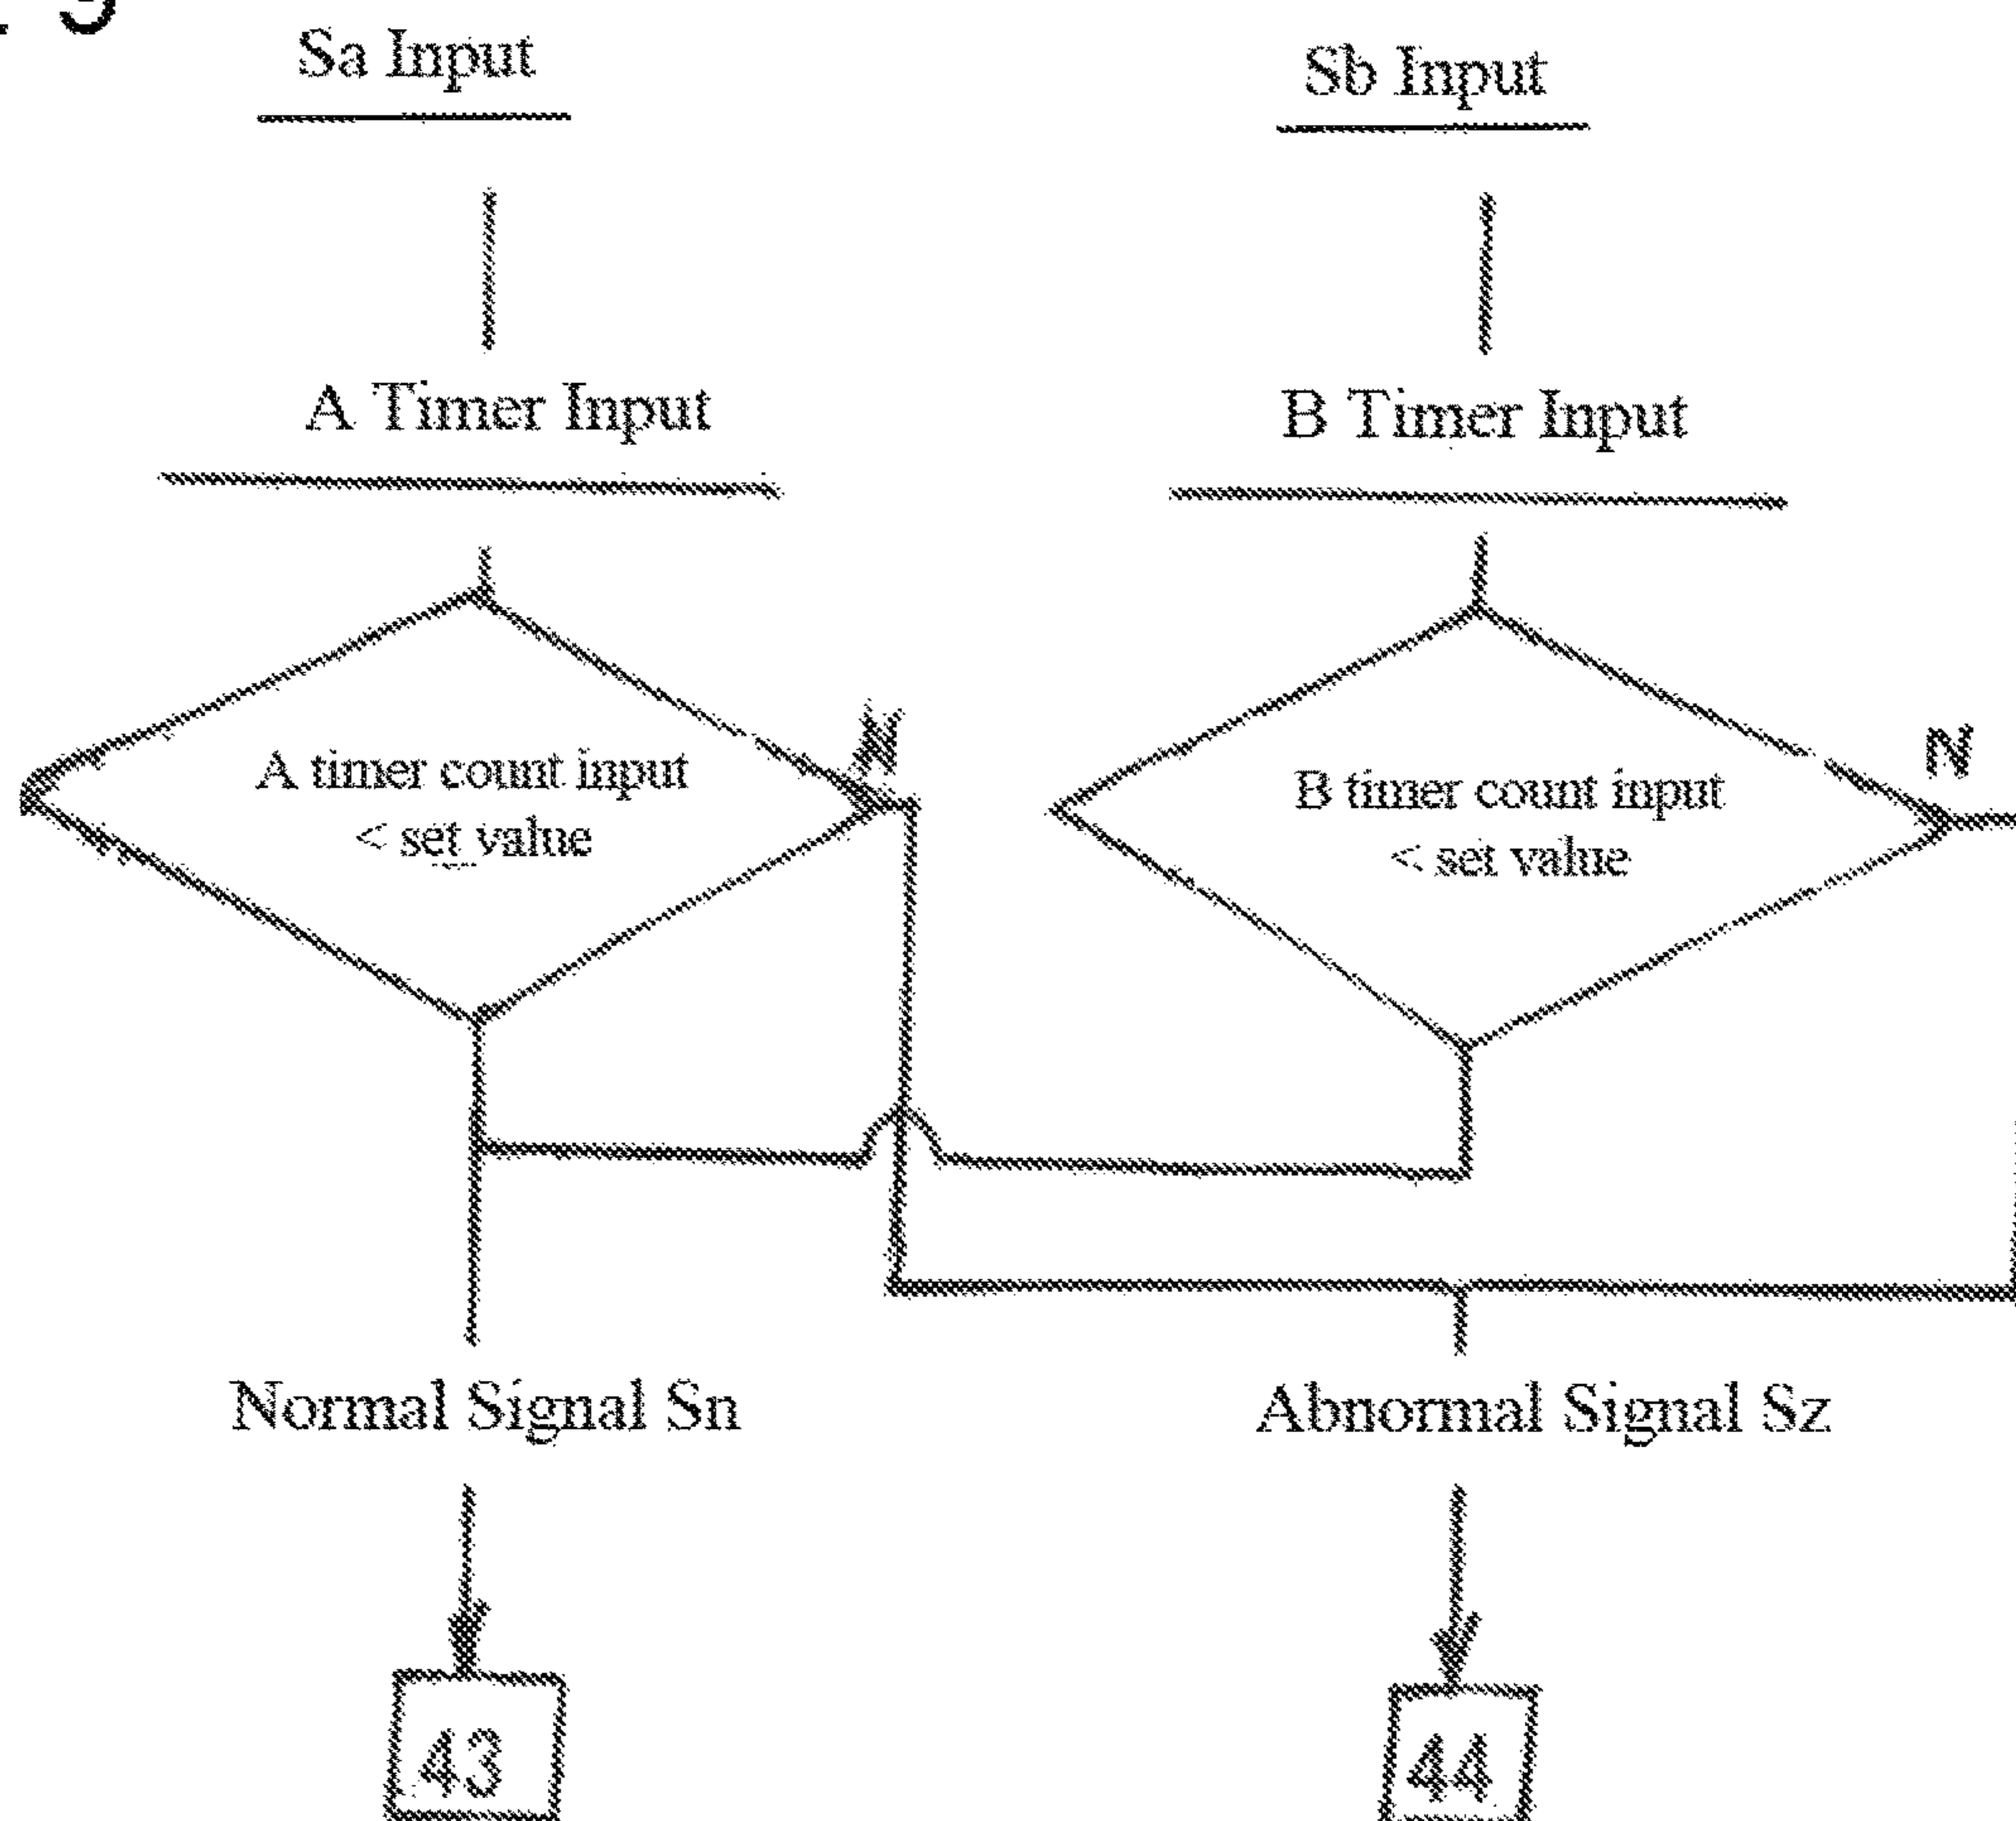 Sa Input
Sb Input
A Timer Input
B Timer Input
N
N
A timer count input
< set value
B timer count input
< set value
Normal Signal Sn
Abnormal Signal Sz
43
44